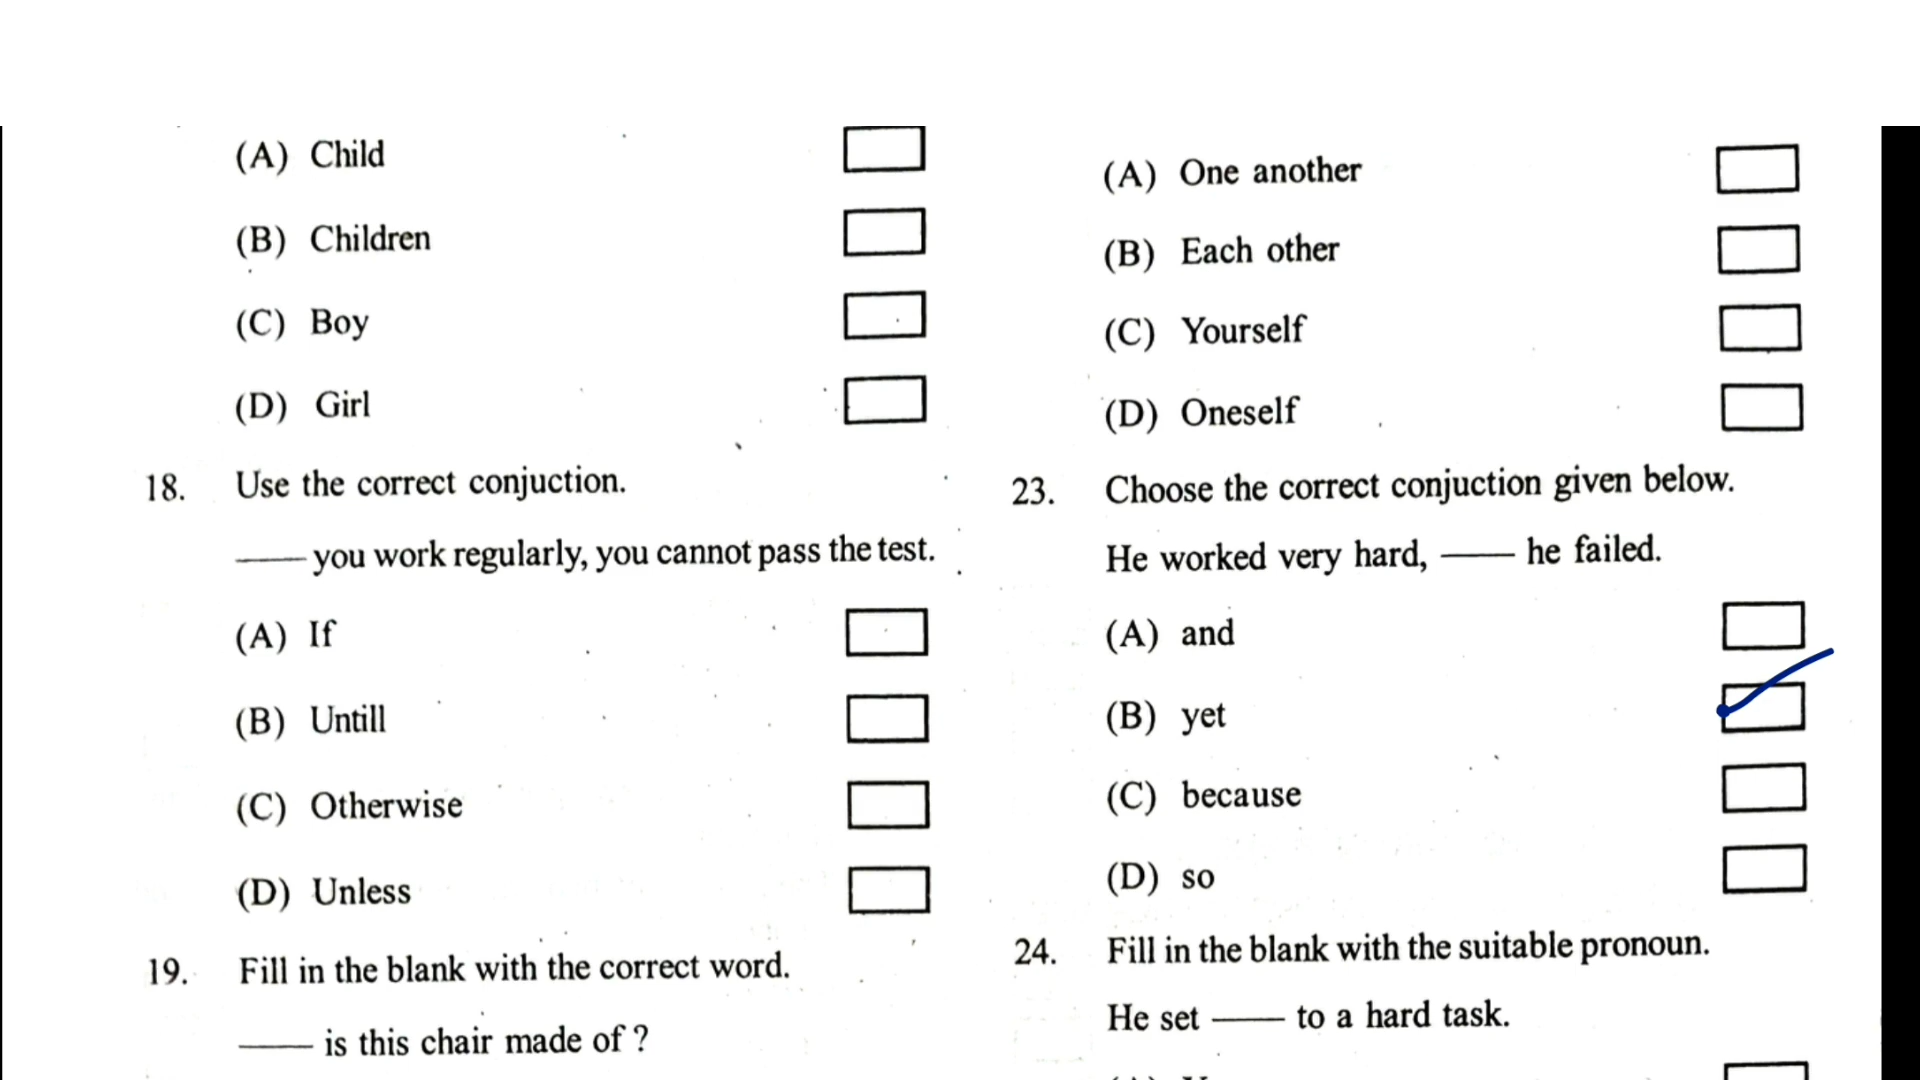 (A) Child
(B) Children
(C) Boy
(D) Girl
18. Use the correct conjuction.
—— you work regularly, you cannot pass the test.
(A) If
(B) Untill
(C) Otherwise
(D) Unless
19. Fill in the blank with the correct word.
—— is this chair made of ?
(A) One another
(B) Each other
(C) Yourself
(D) Oneself
23. Choose the correct conjuction given below.
He worked very hard, —— he failed.
(A) and
(B) yet
(C) because
(D) so
24. Fill in the blank with the suitable pronoun.
He set —— to a hard task.